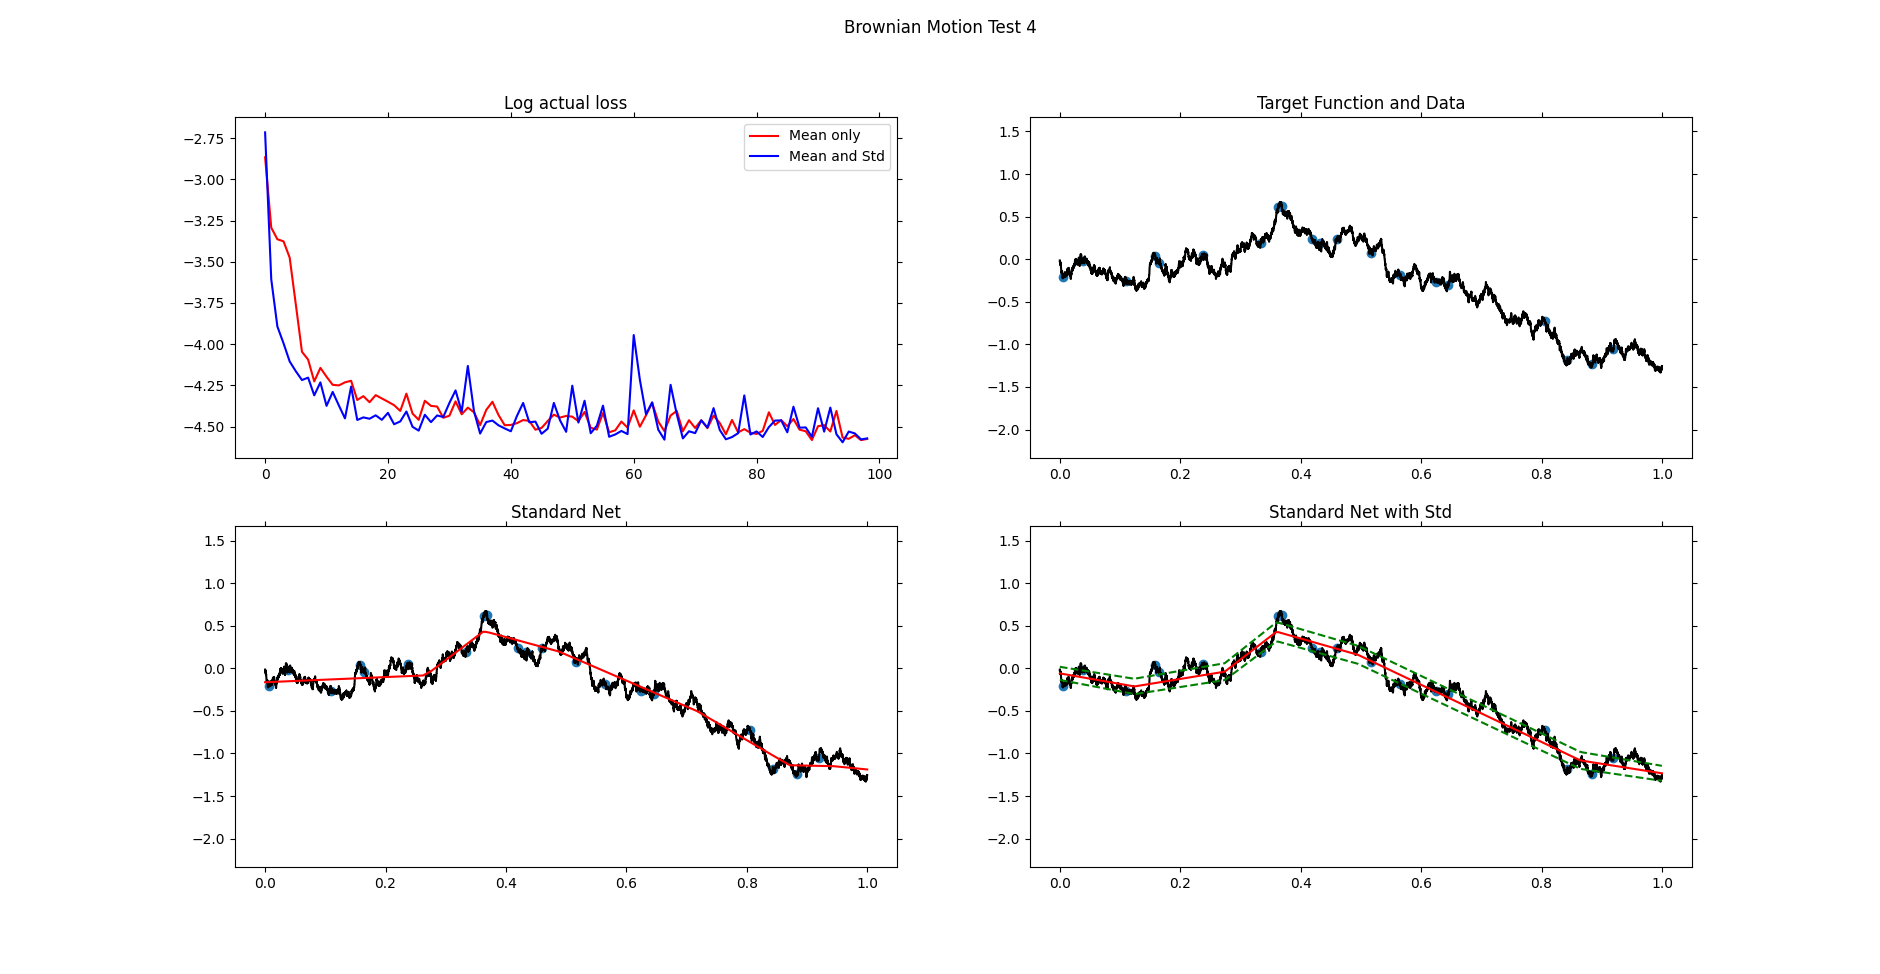 Brownian Motion Test 4
Log actual loss
Mean only
Mean and Std
−2.75
−3.00
−3.25
−3.50
−3.75
−4.00
−4.25
−4.50
0 20 40 60 80 100
Target Function and Data
1.5
1.0
0.5
0.0
−0.5
−1.0
−1.5
−2.0
0.0 0.2 0.4 0.6 0.8 1.0
Standard Net
1.5
1.0
0.5
0.0
−0.5
−1.0
−1.5
−2.0
0.0 0.2 0.4 0.6 0.8 1.0
Standard Net with Std
1.5
1.0
0.5
0.0
−0.5
−1.0
−1.5
−2.0
0.0 0.2 0.4 0.6 0.8 1.0